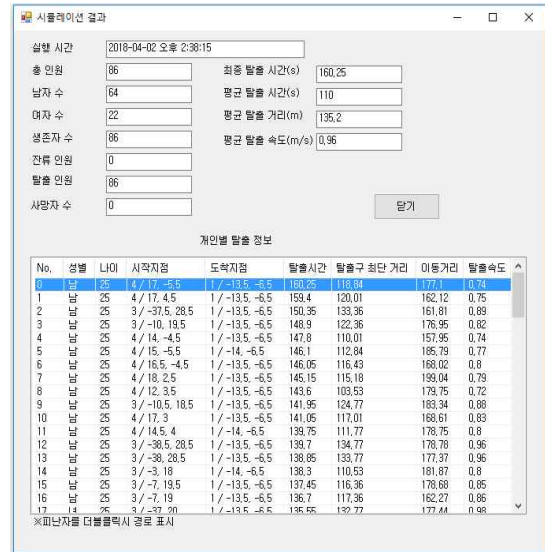 시뮬레이션 결과
실행 시간 2018-04-02 오후 2:38:15
총 인원 86 최종 탈출 시간(s) 160,25
남자 수 64 평균 탈출 시간(s) 110
여자 수 22 평균 탈출 거리(m) 135,2
생존자 수 86 평균 탈출 속도(m/s) 0,96
잔류 인원 0
탈출 인원 86
사망자 수 0
닫기
개인별 탈출 정보
No, 성별 나이 시작지점 도착지점 탈출시간 탈출구 최단 거리 이동거리 탈출속도
0 남 25 4 / 17, -5,5 1 / -13,5, -6,5 160,25 118,84 177,1 0,74
1 남 25 4 / 17, 4,5 1 / -13,5, -6,5 159,4 120,01 162,12 0,75
2 남 25 3 / -37,5, 28,5 1 / -13,5, -6,5 150,35 133,36 161,81 0,89
3 남 25 3 / -10, 19,5 1 / -13,5, -6,5 148,9 122,36 176,95 0,82
4 남 25 4 / 14, -4,5 1 / -13,5, -6,5 147,8 110,01 157,95 0,74
5 남 25 4 / 15, -5,5 1 / -14, -6,5 146,1 112,84 185,79 0,77
6 남 25 4 / 16,5, -4,5 1 / -13,5, -6,5 146,05 116,43 168,02 0,8
7 남 25 4 / 18, 2,5 1 / -13,5, -6,5 145,15 115,18 199,04 0,79
8 남 25 4 / 12, 3,5 1 / -13,5, -6,5 143,6 103,53 179,75 0,72
9 남 25 3 / -10,5, 18,5 1 / -13,5, -6,5 141,95 124,77 183,34 0,88
10 남 25 4 / 17, 3 1 / -13,5, -6,5 141,05 117,01 168,61 0,83
11 남 25 4 / 14,5, 4 1 / -14, -6,5 139,75 111,77 178,75 0,8
12 남 25 3 / -38,5, 28,5 1 / -13,5, -6,5 139,7 134,77 178,78 0,96
13 남 25 3 / -38, 28,5 1 / -13,5, -6,5 138,85 133,77 177,37 0,96
14 남 25 3 / -3, 18 1 / -14, -6,5 138,3 110,53 181,87 0,8
15 남 25 3 / -7, 19,5 1 / -13,5, -6,5 137,45 116,36 178,68 0,85
16 남 25 3 / -7, 19 1 / -13,5, -6,5 136,7 117,36 162,27 0,86
17 25 3 / -37, 20 1 / -13,5, -6,5 135,55 132,77 177,44 0,98
※피난자를 더블클릭시 경로 표시